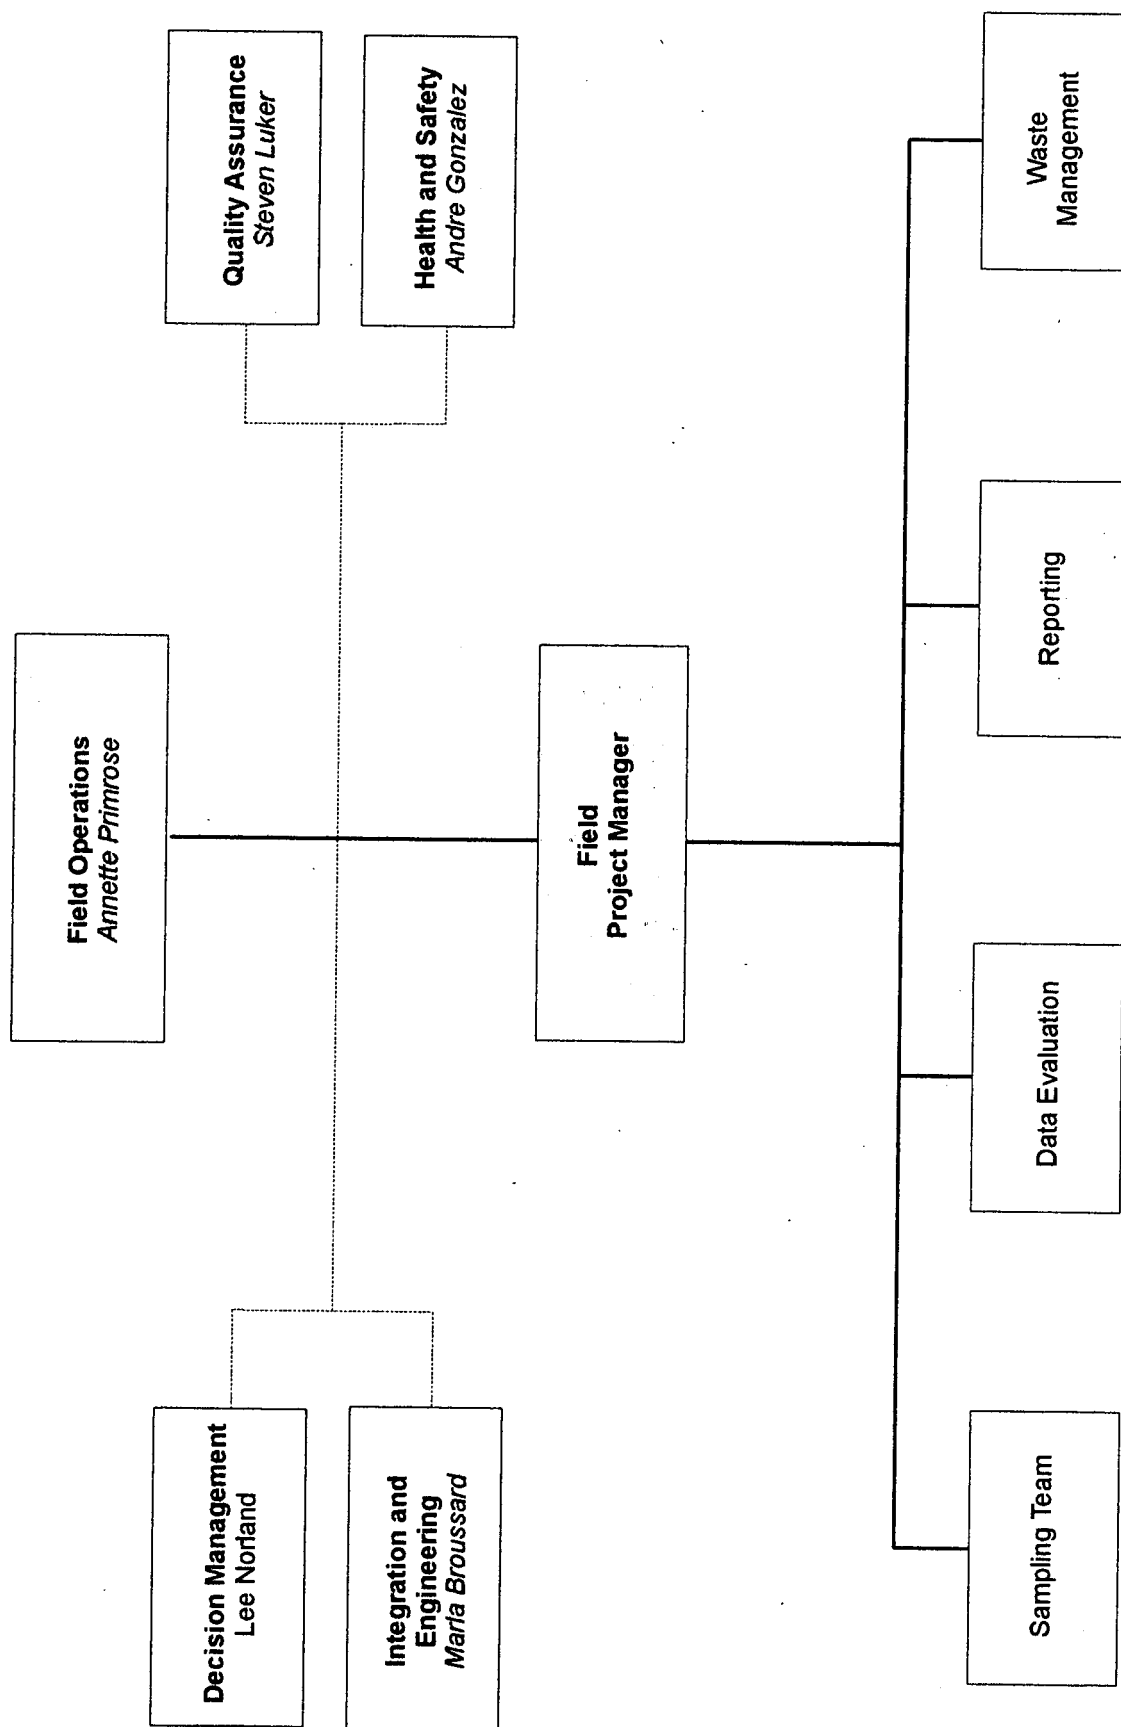 Field Operations
Annette Primrose
Decision Management
Lee Norland
Quality Assurance
Steven Luker
Integration and
Engineering
Marla Broussard
Health and Safety
Andre Gonzalez
Field
Project Manager
Sampling Team
Data Evaluation
Reporting
Waste
Management